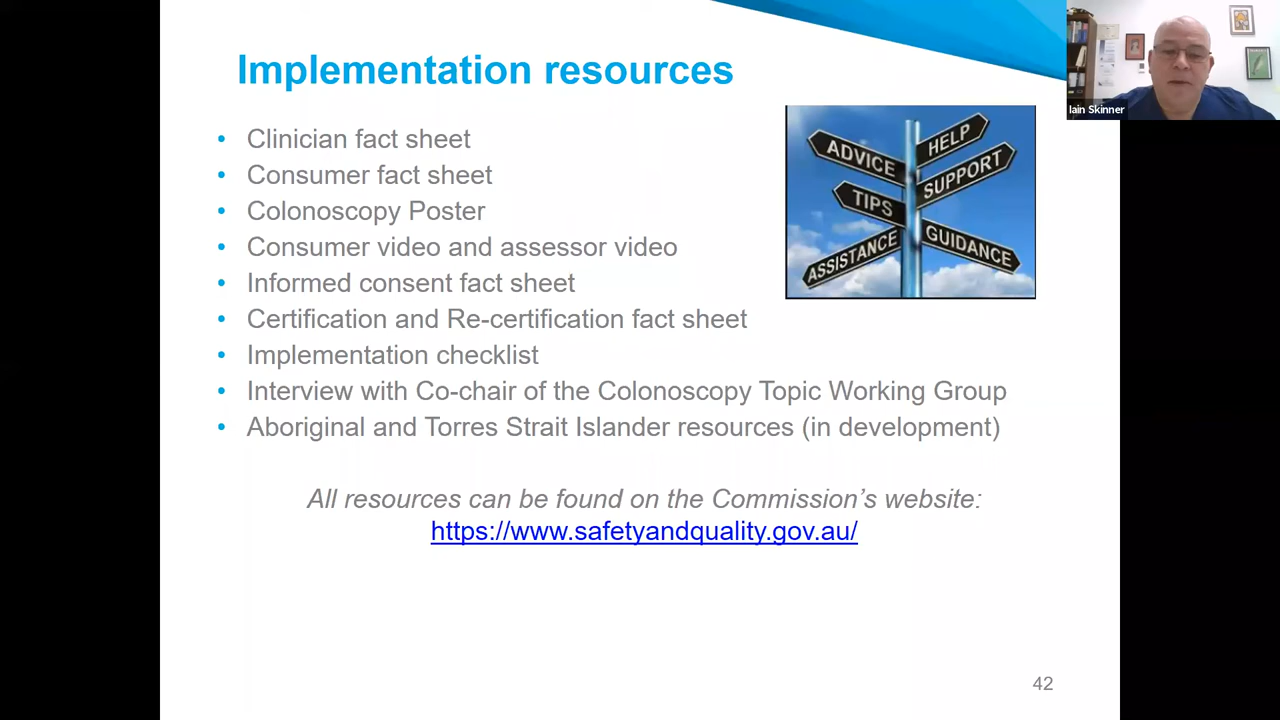 Implementation resources
Iain Skinner
• Clinician fact sheet
• Consumer fact sheet
• Colonoscopy Poster
• Consumer video and assessor video
• Informed consent fact sheet
• Certification and Re-certification fact sheet
• Implementation checklist
• Interview with Co-chair of the Colonoscopy Topic Working Group
• Aboriginal and Torres Strait Islander resources (in development)
HELP
ADVICE
SUPPORT
TIPS
GUIDANCE
ASSISTANCE
All resources can be found on the Commission’s website:
https://www.safetyandquality.gov.au/
42